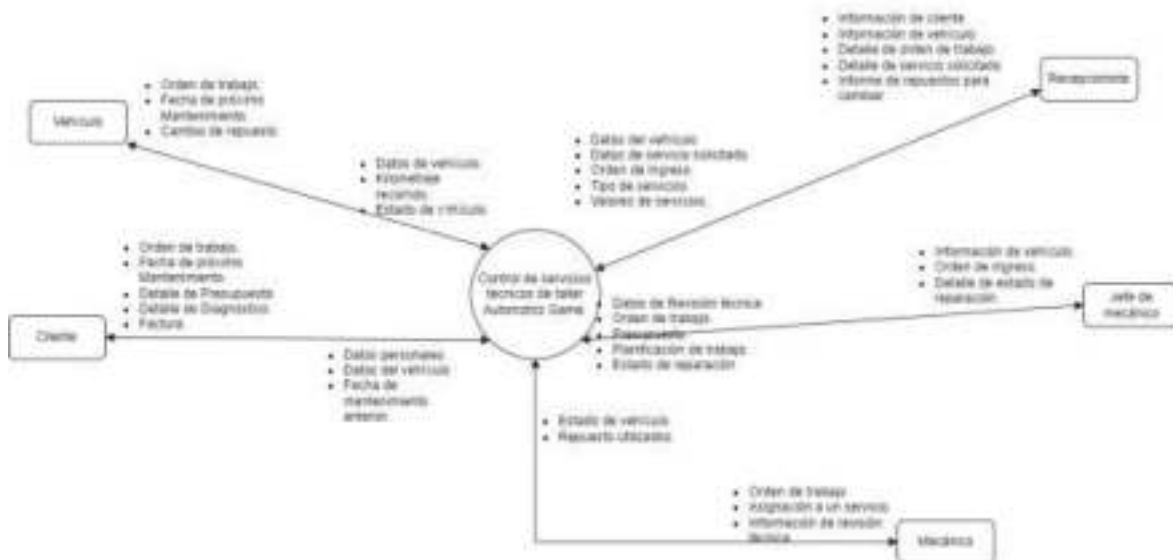 • Información de cliente
• Información de vehículo
• Detalle de orden de trabajo
• Detalle de servicio solicitado
• Informe de repuestos para
cambiar
Recepcionista
• Orden de trabajo,
• Fecha de próximo
Mantenimiento
• Cambio de repuesto
Vehículo
• Datos del vehículo
• Datos de servicio solicitado
• Orden de ingreso
• Tipo de servicios
• Valores de servicios
• Datos de vehículo
• Kilometraje
recorrido
• Estado de vehículo
Control de servicios
técnicos de taller
Automotriz Game
• Orden de trabajo,
• Fecha de próximo
Mantenimiento
• Detalle de Presupuesto
• Detalle de Diagnóstico
• Factura
Cliente
• Información de vehículo
• Orden de ingreso
• Detalle de estado de
reparación
Jefe de
mecánico
• Datos de Revisión técnica
• Orden de trabajo
• Presupuesto
• Planificación de trabajo
• Estado de reparación
• Datos personales
• Datos del vehículo
• Fecha de
mantenimiento
anterior
• Estado de vehículo
• Repuesto utilizados
• Orden de trabajo
• Asignación a un servicio
• Información de revisión
técnica
Mecánico